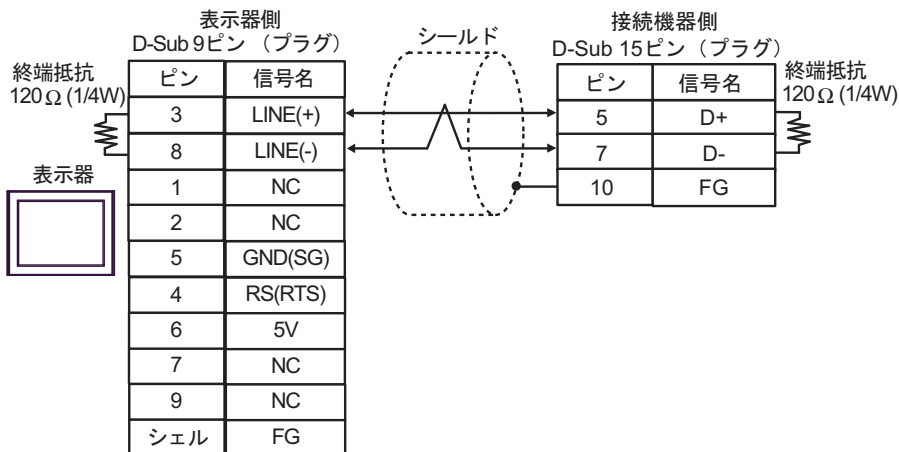 表示器側
D-Sub 9ピン （プラグ）
シールド
接続機器側
D-Sub 15ピン（プラグ）
終端抵抗
120Ω (1/4W)
ピン 信号名
3 LINE(+)
8 LINE(-)
1 NC
2 NC
5 GND(SG)
4 RS(RTS)
6 5V
7 NC
9 NC
シェル FG
表示器
ピン 信号名
5 D+
7 D-
10 FG
終端抵抗
120Ω (1/4W)